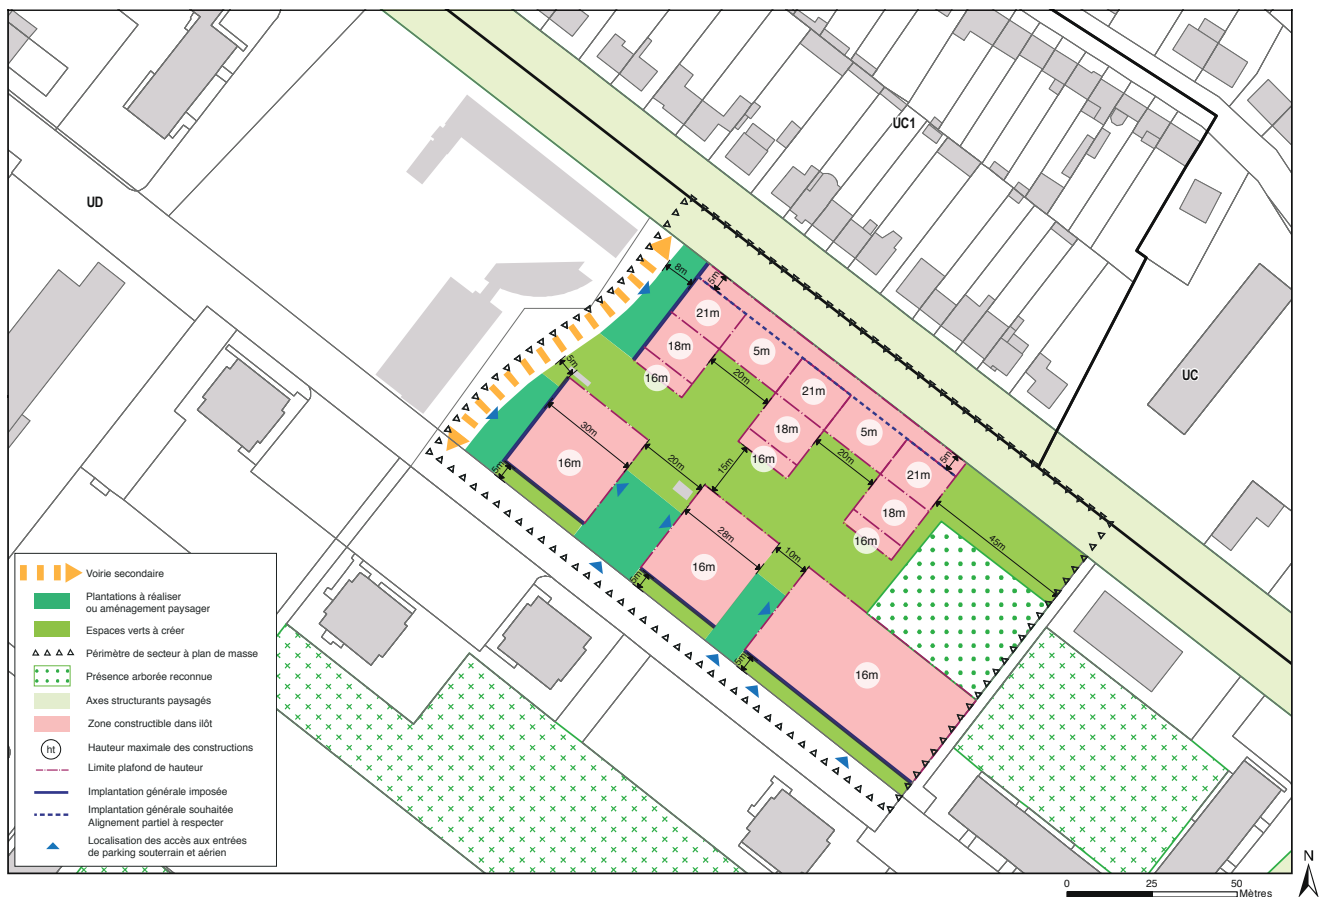 UC1
UD
UC
8m
5m
21m
18m
16m
5m
20m
21m
18m
16m
5m
20m
21m
5m
18m
16m
45m
5m
30m
16m
5m
20m
15m
28m
16m
5m
10m
16m
5m
Voirie secondaire
Plantations à réaliser
ou aménagement paysager
Espaces verts à créer
Périmètre de secteur à plan de masse
Présence arborée reconnue
Axes structurants paysagés
Zone constructible dans ilôt
ht
Hauteur maximale des constructions
Limite plafond de hauteur
Implantation générale imposée
Implantation générale souhaitée
Alignement partiel à respecter
Localisation des accès aux entrées
de parking souterrain et aérien
N
0 25 50
Mètres